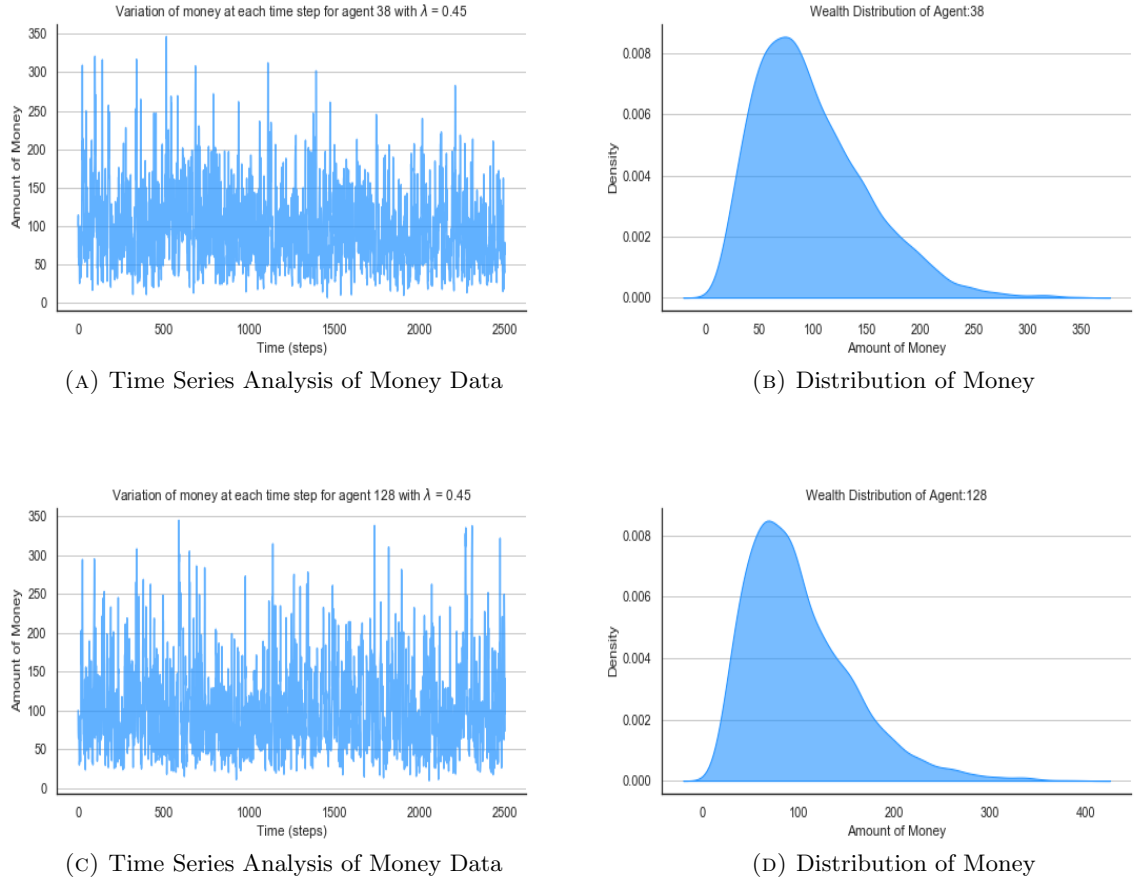 Variation of money at each time step for agent 38 with λ = 0.45
Amount of Money
350
300
250
200
150
100
50
0
0 500 1000 1500 2000 2500
Time (steps)
(A) Time Series Analysis of Money Data
Wealth Distribution of Agent:38
Density
0.008
0.006
0.004
0.002
0.000
0 50 100 150 200 250 300 350
Amount of Money
(B) Distribution of Money
Variation of money at each time step for agent 128 with λ = 0.45
Amount of Money
350
300
250
200
150
100
50
0
0 500 1000 1500 2000 2500
Time (steps)
(C) Time Series Analysis of Money Data
Wealth Distribution of Agent:128
Density
0.008
0.006
0.004
0.002
0.000
0 100 200 300 400
Amount of Money
(D) Distribution of Money